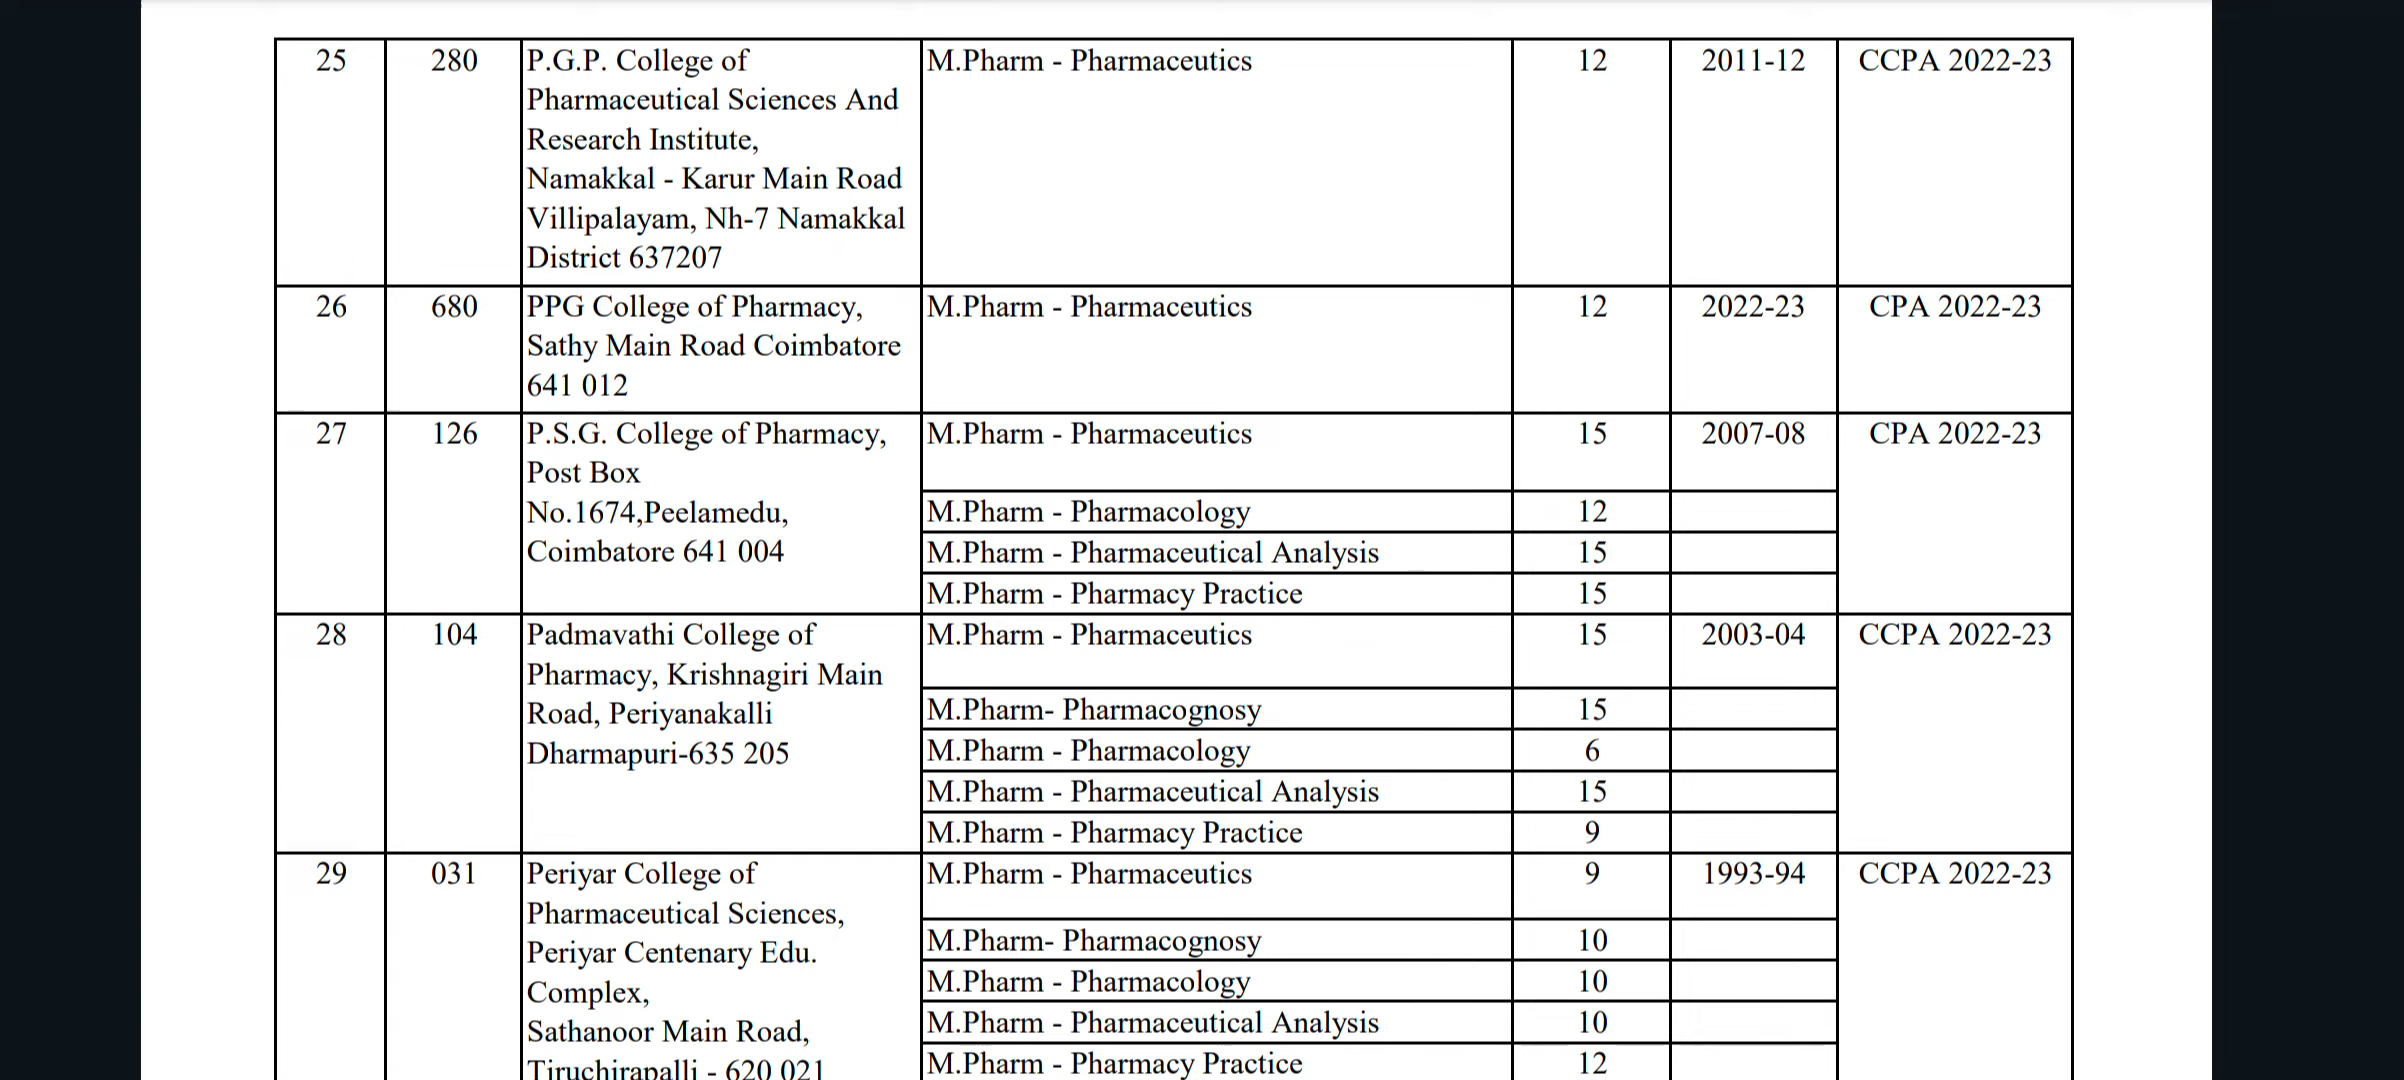 25 280 P.G.P. College of M.Pharm - Pharmaceutics 12 2011-12 CCPA 2022-23
Pharmaceutical Sciences And
Research Institute,
Namakkal - Karur Main Road
Villipalayam, Nh-7 Namakkal
District 637207
26 680 PPG College of Pharmacy, M.Pharm - Pharmaceutics 12 2022-23 CPA 2022-23
Sathy Main Road Coimbatore
641 012
27 126 P.S.G. College of Pharmacy, M.Pharm - Pharmaceutics 15 2007-08 CPA 2022-23
Post Box
No.1674,Peelamedu, M.Pharm - Pharmacology 12
Coimbatore 641 004 M.Pharm - Pharmaceutical Analysis 15
M.Pharm - Pharmacy Practice 15
28 104 Padmavathi College of M.Pharm - Pharmaceutics 15 2003-04 CCPA 2022-23
Pharmacy, Krishnagiri Main
Road, Periyanakalli M.Pharm- Pharmacognosy 15
Dharmapuri-635 205 M.Pharm - Pharmacology 6
M.Pharm - Pharmaceutical Analysis 15
M.Pharm - Pharmacy Practice 9
29 031 Periyar College of M.Pharm - Pharmaceutics 9 1993-94 CCPA 2022-23
Pharmaceutical Sciences,
Periyar Centenary Edu. M.Pharm- Pharmacognosy 10
Complex, M.Pharm - Pharmacology 10
Sathanoor Main Road, M.Pharm - Pharmaceutical Analysis 10
Tiruchirapalli - 620 021 M.Pharm - Pharmacy Practice 12